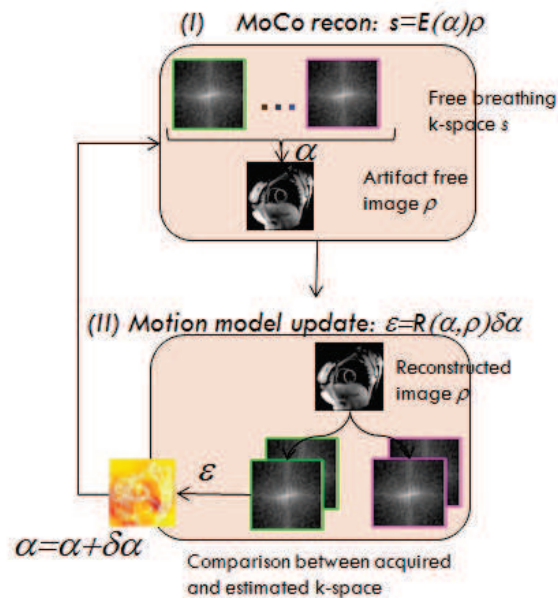 (I) MoCo recon: s=E(α)ρ
Free breathing
k-space s
α
Artifact free
image ρ
(II) Motion model update: ε=R(α,ρ)δα
Reconstructed
image ρ
ε
α=α+δα
Comparison between acquired
and estimated k-space